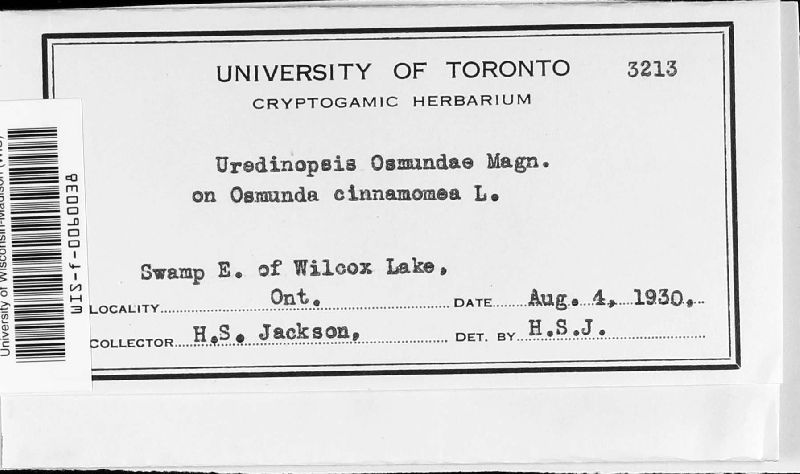 UNIVERSITY OF TORONTO 3213
CRYPTOGAMIC HERBARIUM
Uredinopsis Osmundae Magn.
on Osmunda cinnamomea L.
Swamp E. of Wilcox Lake,
LOCALITY Ont. DATE Aug. 4, 1930,
COLLECTOR H.S. Jackson, DET. BY H.S.J.
University of Wisconsin-Madison (WIS)
WIS-f-0060038